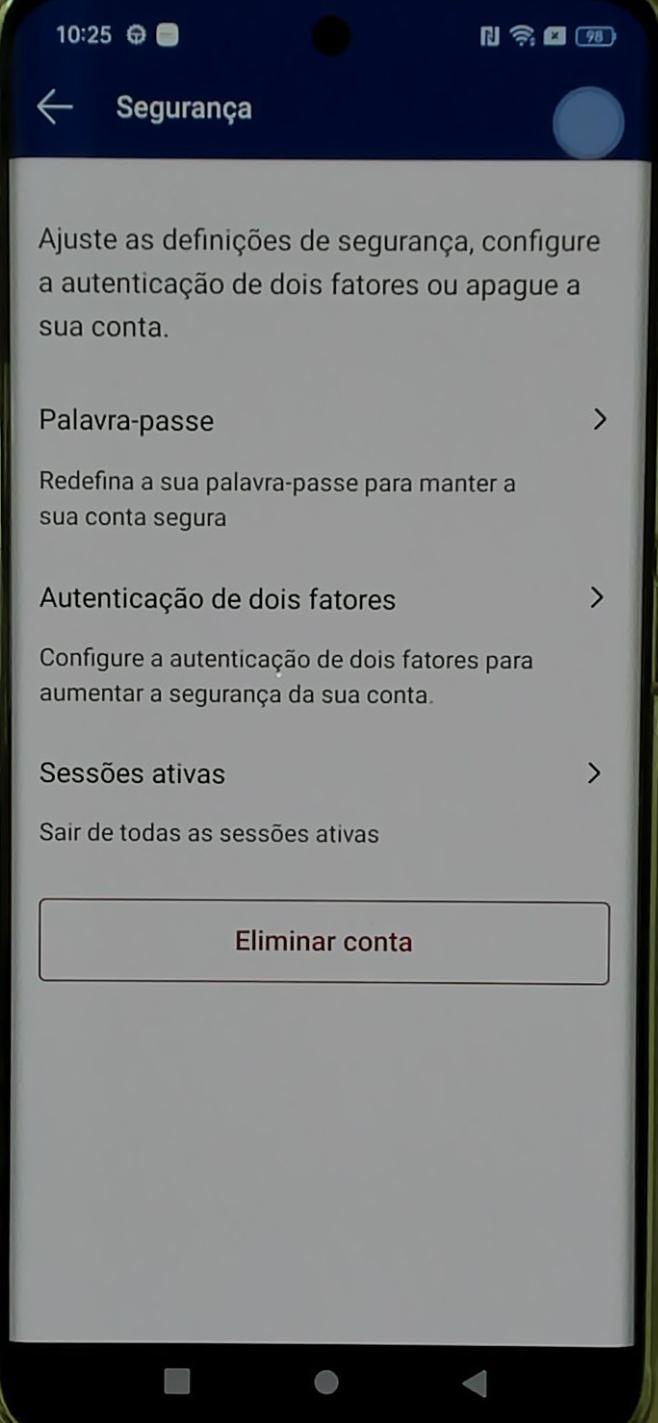 10:25
98
Segurança
Ajuste as definições de segurança, configure
a autenticação de dois fatores ou apague a
sua conta.
Palavra-passe
Redefina a sua palavra-passe para manter a
sua conta segura
Autenticação de dois fatores
Configure a autenticação de dois fatores para
aumentar a segurança da sua conta.
Sessões ativas
Sair de todas as sessões ativas
Eliminar conta